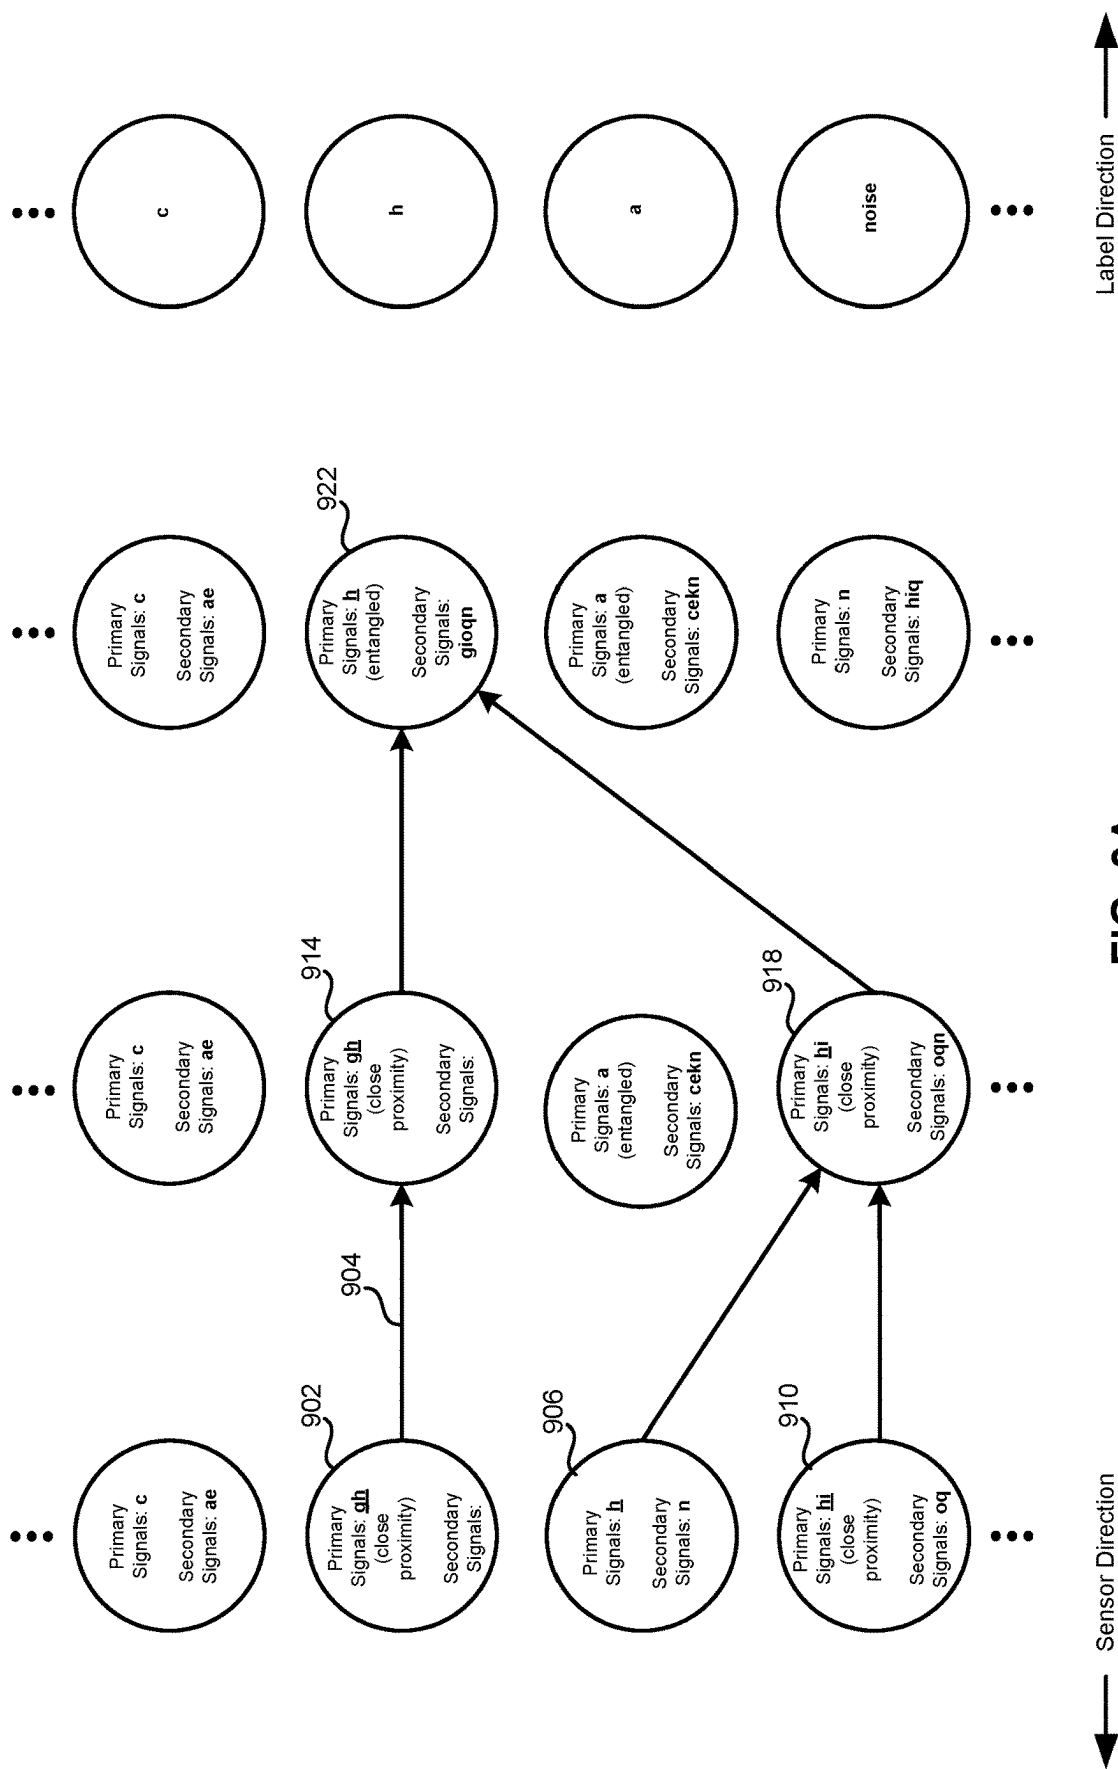 Primary
Signals: c
Secondary
Signals: ae
902
Primary
Signals: gh
(close
proximity)
Secondary
Signals:
904
906
Primary
Signals: h
Secondary
Signals: n
910
Primary
Signals: hi
(close
proximity)
Secondary
Signals: oq
Primary
Signals: c
Secondary
Signals: ae
914
Primary
Signals: gh
(close
proximity)
Secondary
Signals:
Primary
Signals: a
(entangled)
Secondary
Signals: cekn
918
Primary
Signals: hi
(close
proximity)
Secondary
Signals: oqn
Primary
Signals: c
Secondary
Signals: ae
922
Primary
Signals: h
(entangled)
Secondary
Signals:
gioqn
Primary
Signals: a
(entangled)
Secondary
Signals: cekn
Primary
Signals: n
Secondary
Signals: hiq
c
h
a
noise
Sensor Direction
Label Direction
FIG.